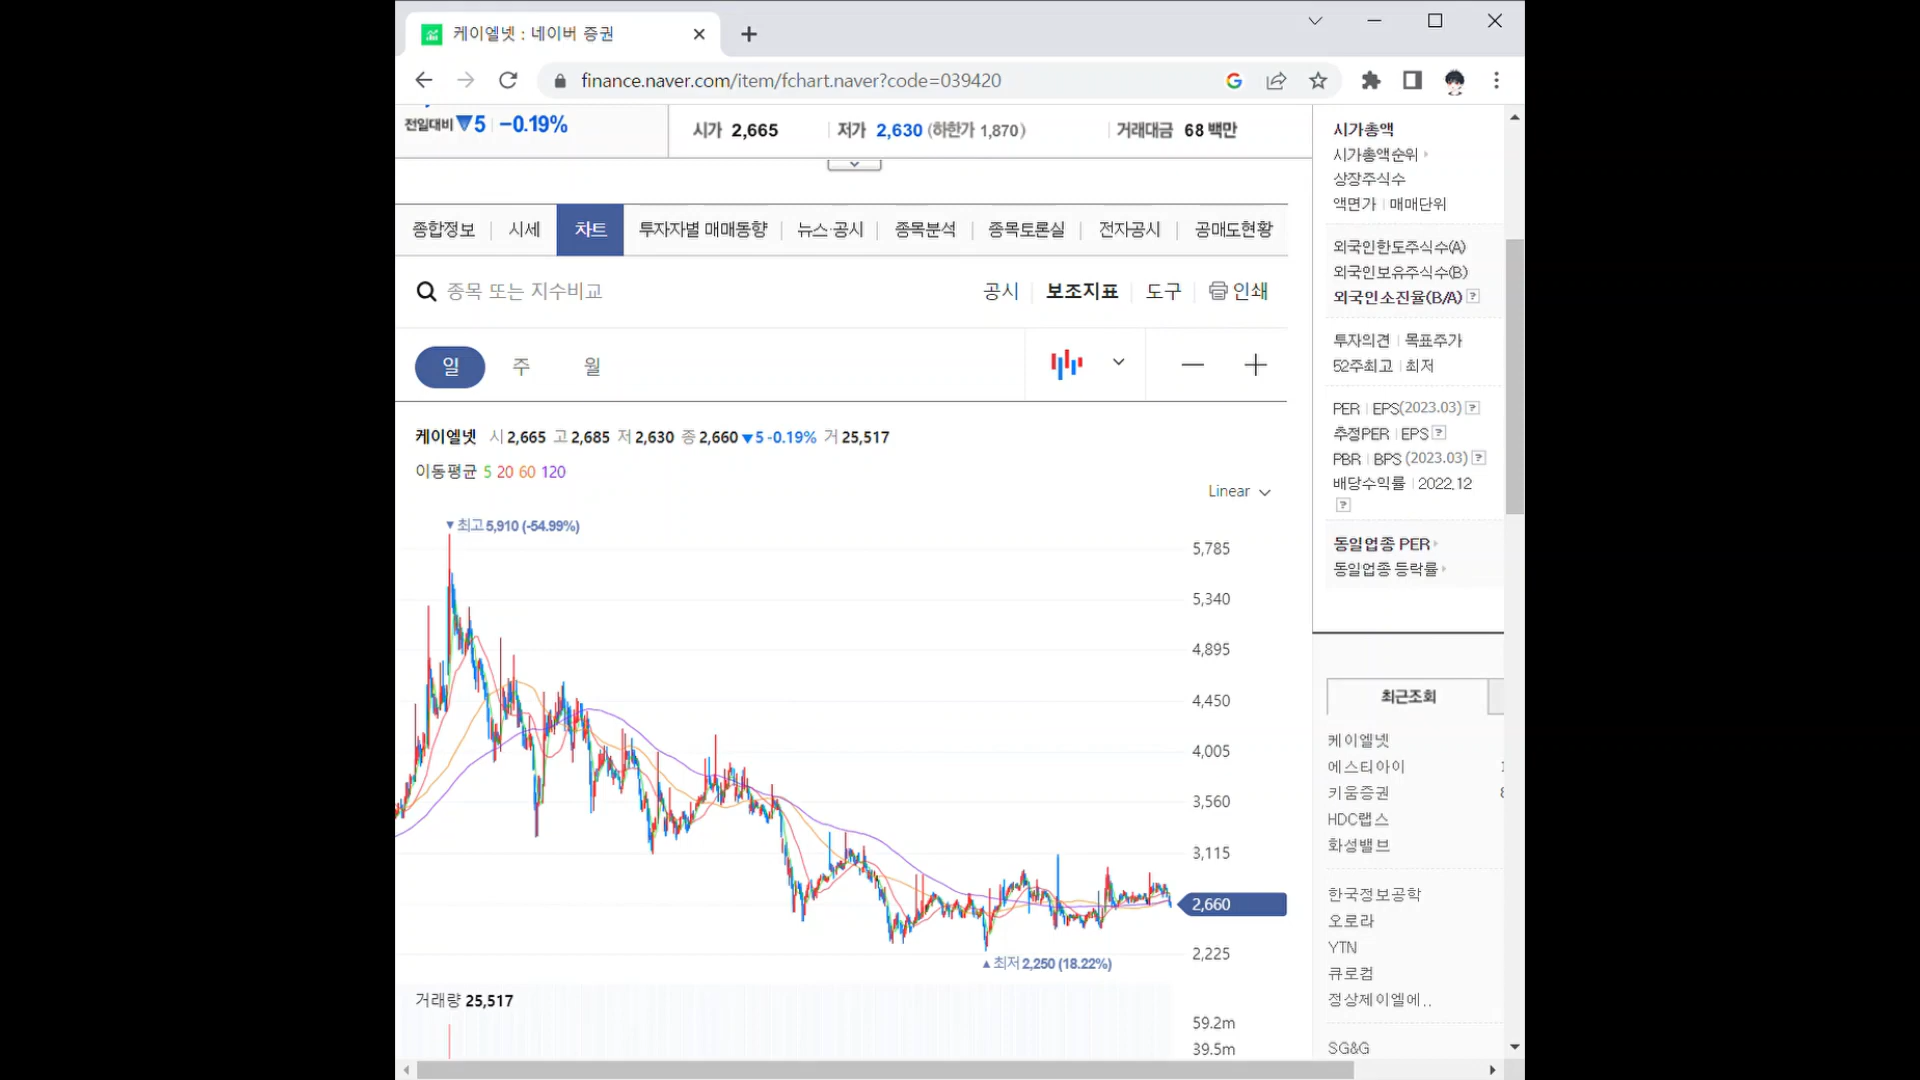 케이엘넷 : 네이버 증권
finance.naver.com/item/fchart.naver?code=039420
전일대비 ▼5 -0.19%
시가 2,665
저가 2,630 (하한가 1,870)
거래대금 68 백만
종합정보 시세 차트 투자자별 매매동향 뉴스·공시 종목분석 종목토론실 전자공시 공매도현황
종목 또는 지수비교
공시 보조지표 도구 인쇄
일 주 월
케이엘넷 시 2,665 고 2,685 저 2,630 종 2,660 ▼5 -0.19% 거 25,517
이동평균 5 20 60 120
Linear
▼최고 5,910 (-54.99%)
5,785
5,340
4,895
4,450
4,005
3,560
3,115
2,660
2,225
▲최저 2,250 (18.22%)
거래량 25,517
59.2m
39.5m
시가총액
시가총액순위
상장주식수
액면가 | 매매단위
외국인한도주식수(A)
외국인보유주식수(B)
외국인소진율(B/A) ?
투자의견 | 목표주가
52주최고 | 최저
PER | EPS(2023.03) ?
추정PER | EPS ?
PBR | BPS (2023.03) ?
배당수익률 | 2022.12
?
동일업종 PER
동일업종 등락률
최근조회
케이엘넷
에스티아이
키움증권
HDC랩스
화성밸브
한국정보공학
오로라
YTN
큐로컴
정상제이엘에..
SG&G